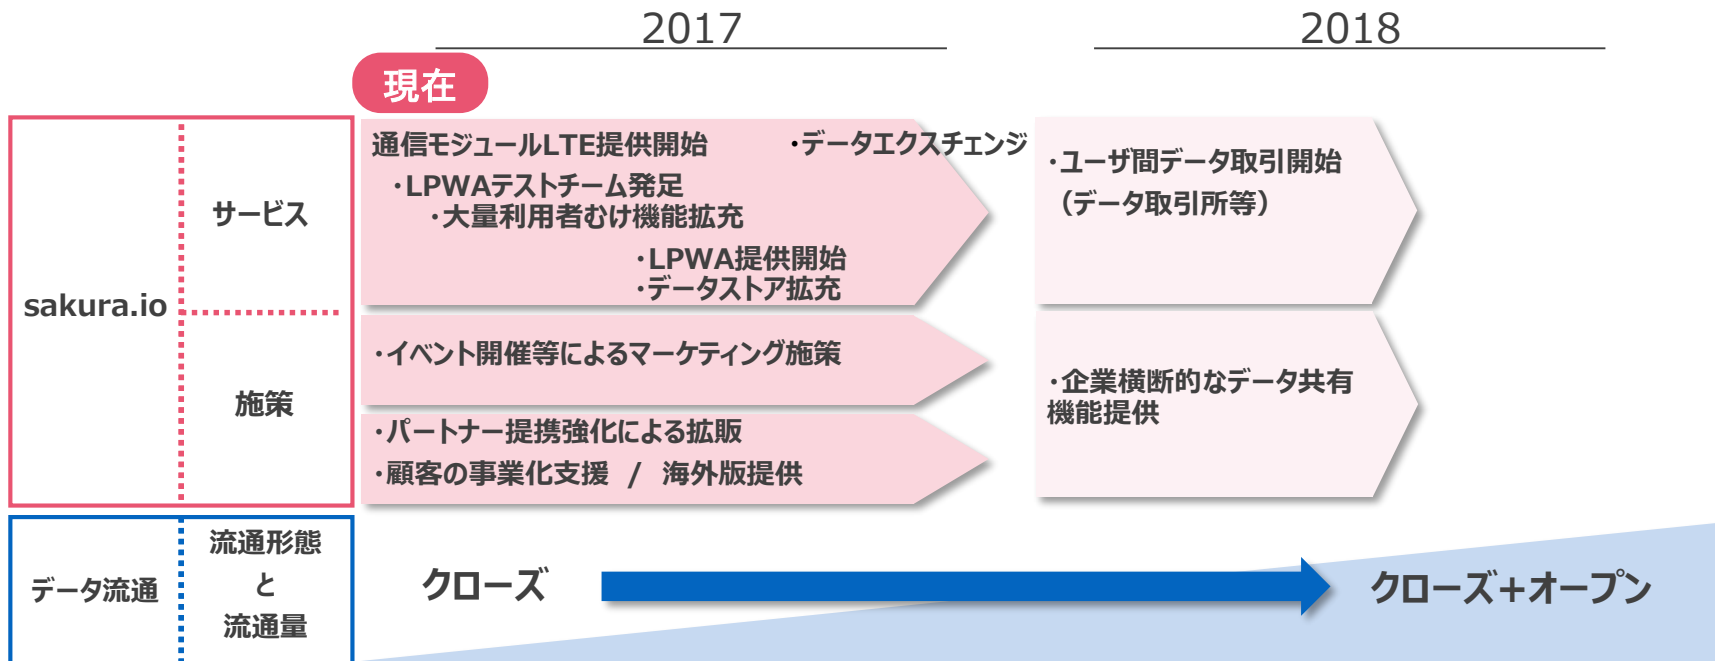 2017
2018
現在
sakura.io
サービス
通信モジュールLTE提供開始
・データエクスチェンジ
・LPWAテストチーム発足
・大量利用者むけ機能拡充
・LPWA提供開始
・データストア拡充
・ユーザ間データ取引開始
（データ取引所等）
施策
・イベント開催等によるマーケティング施策
・パートナー提携強化による拡販
・顧客の事業化支援 / 海外版提供
・企業横断的なデータ共有
機能提供
データ流通
流通形態
と
流通量
クローズ
クローズ+オープン